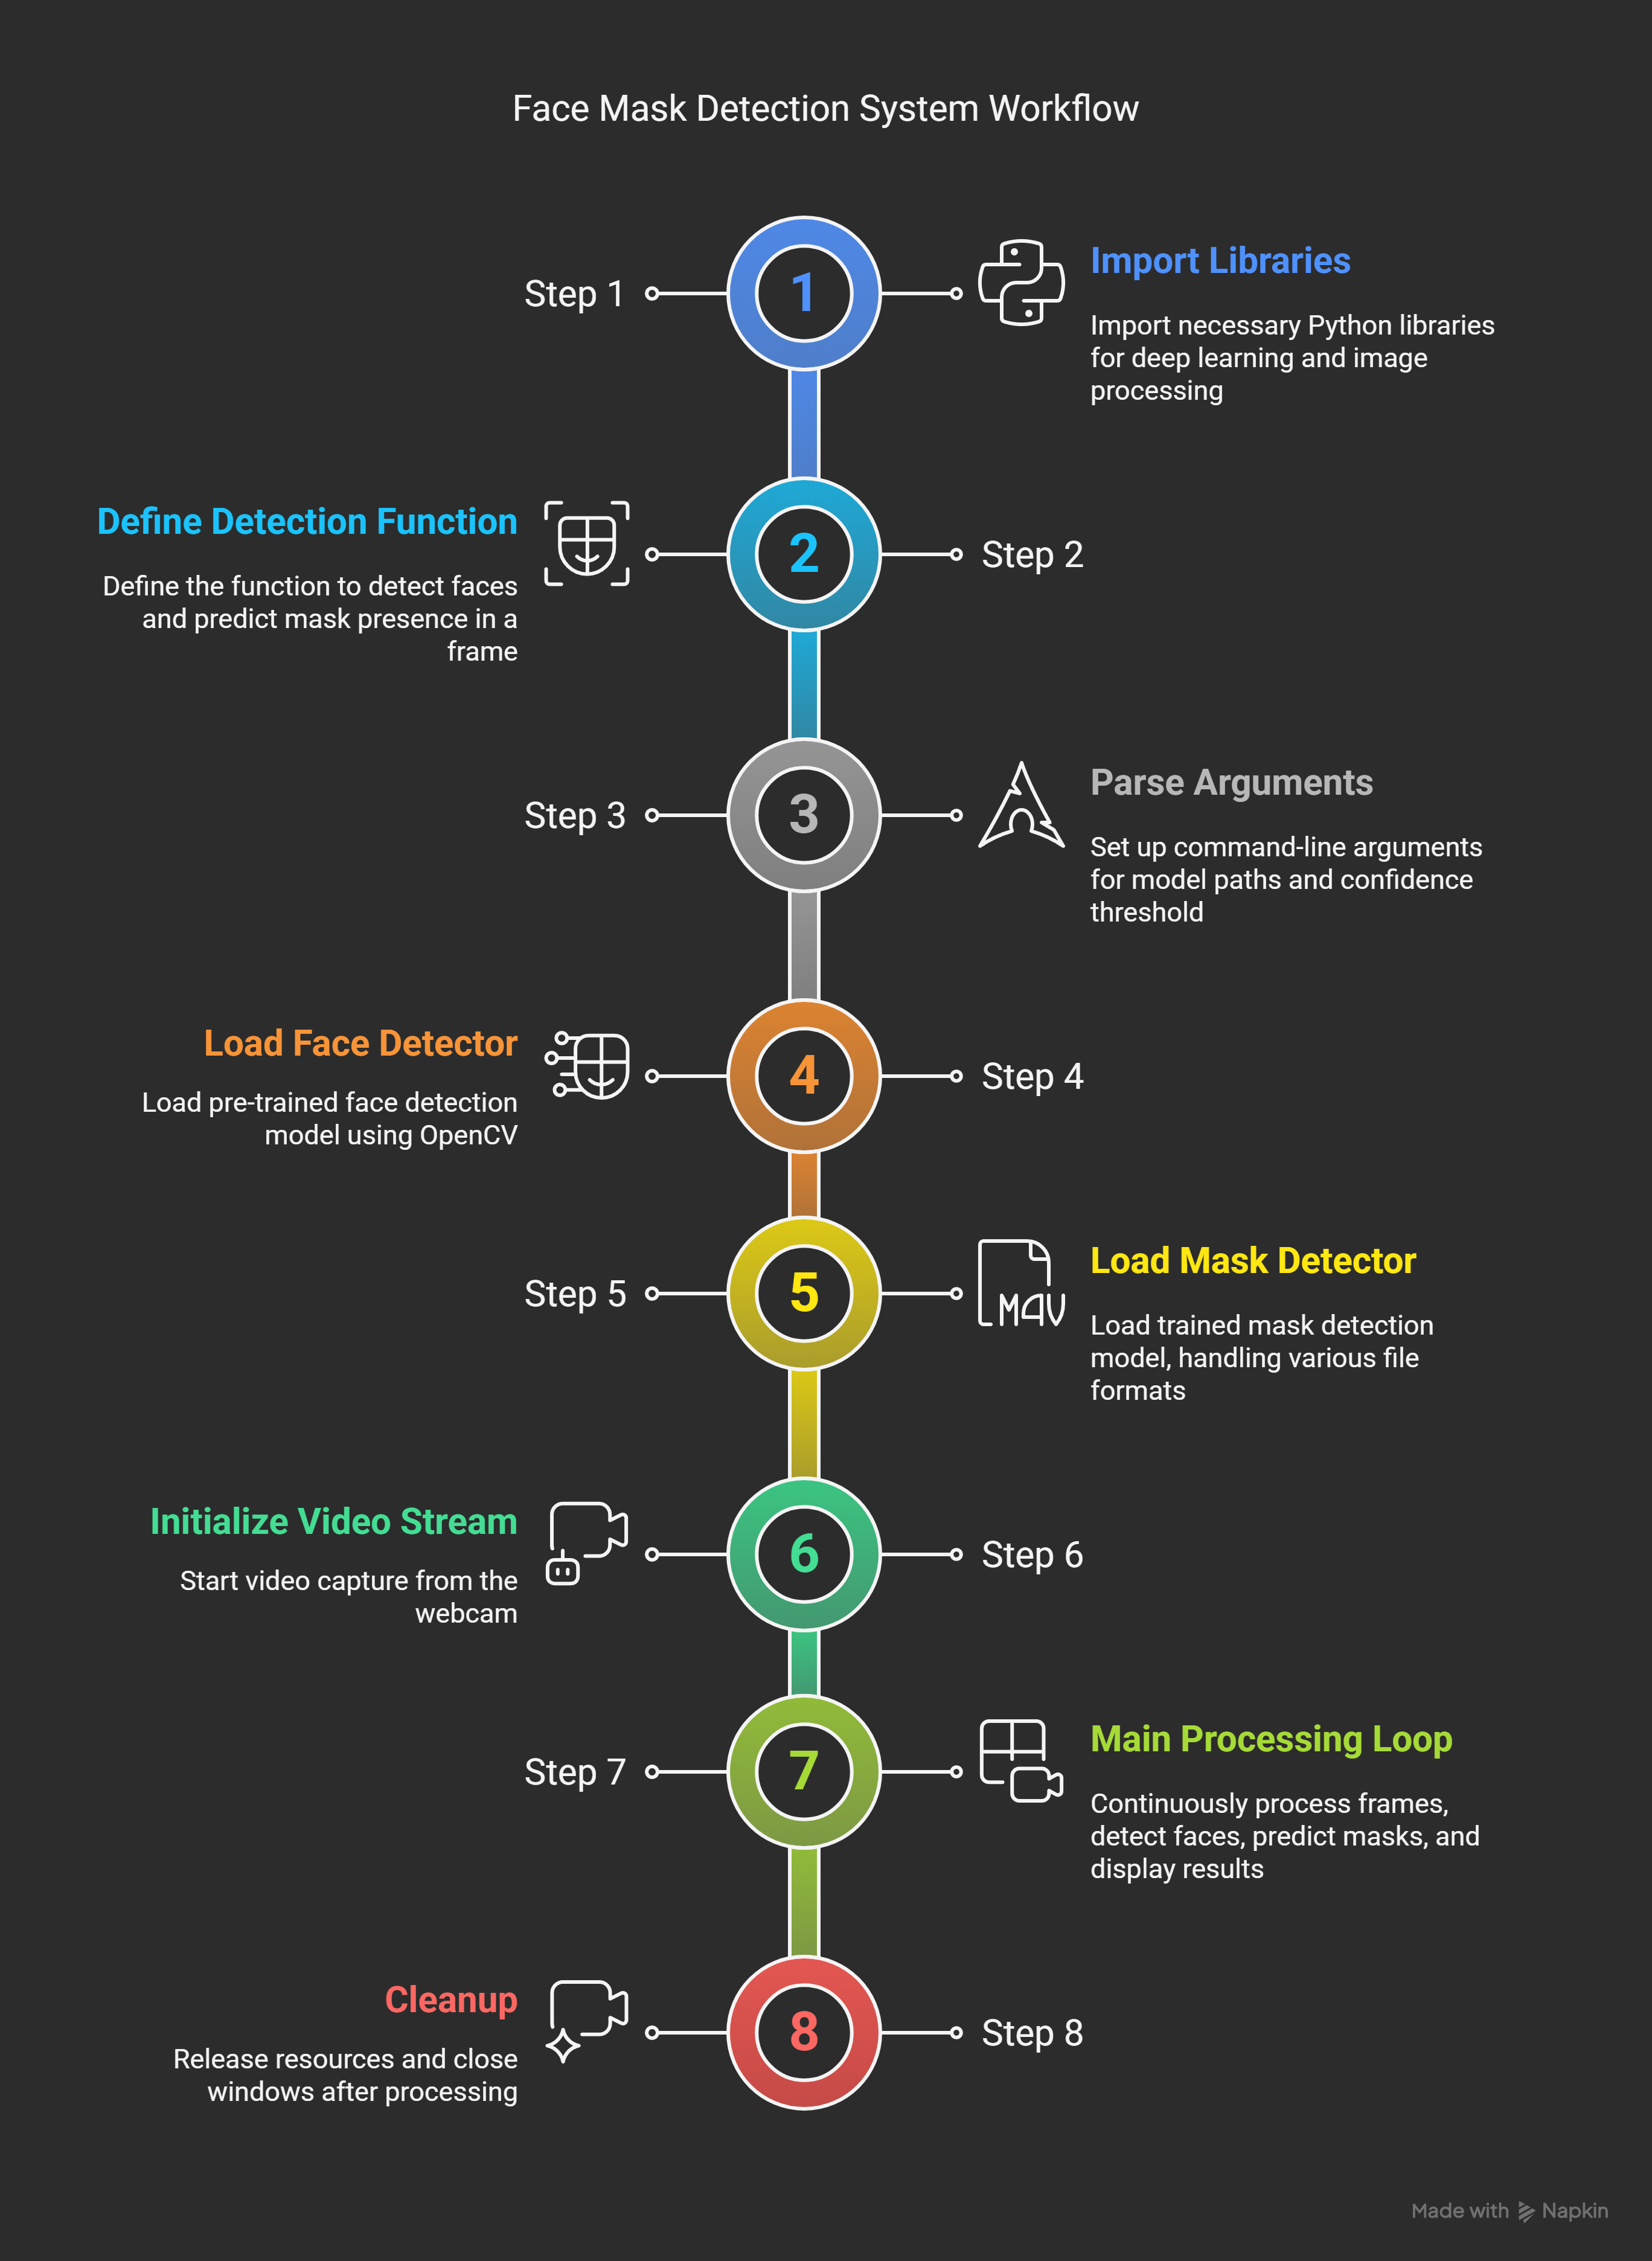 Face Mask Detection System Workflow
Step 1
1
Import Libraries
Import necessary Python libraries
for deep learning and image
processing
Define Detection Function
Define the function to detect faces
and predict mask presence in a
frame
2
Step 2
Step 3
3
Parse Arguments
Set up command-line arguments
for model paths and confidence
threshold
Load Face Detector
Load pre-trained face detection
model using OpenCV
4
Step 4
Step 5
5
M4V
Load Mask Detector
Load trained mask detection
model, handling various file
formats
Initialize Video Stream
Start video capture from the
webcam
6
Step 6
Step 7
7
Main Processing Loop
Continuously process frames,
detect faces, predict masks, and
display results
Cleanup
Release resources and close
windows after processing
8
Step 8
Made with Napkin